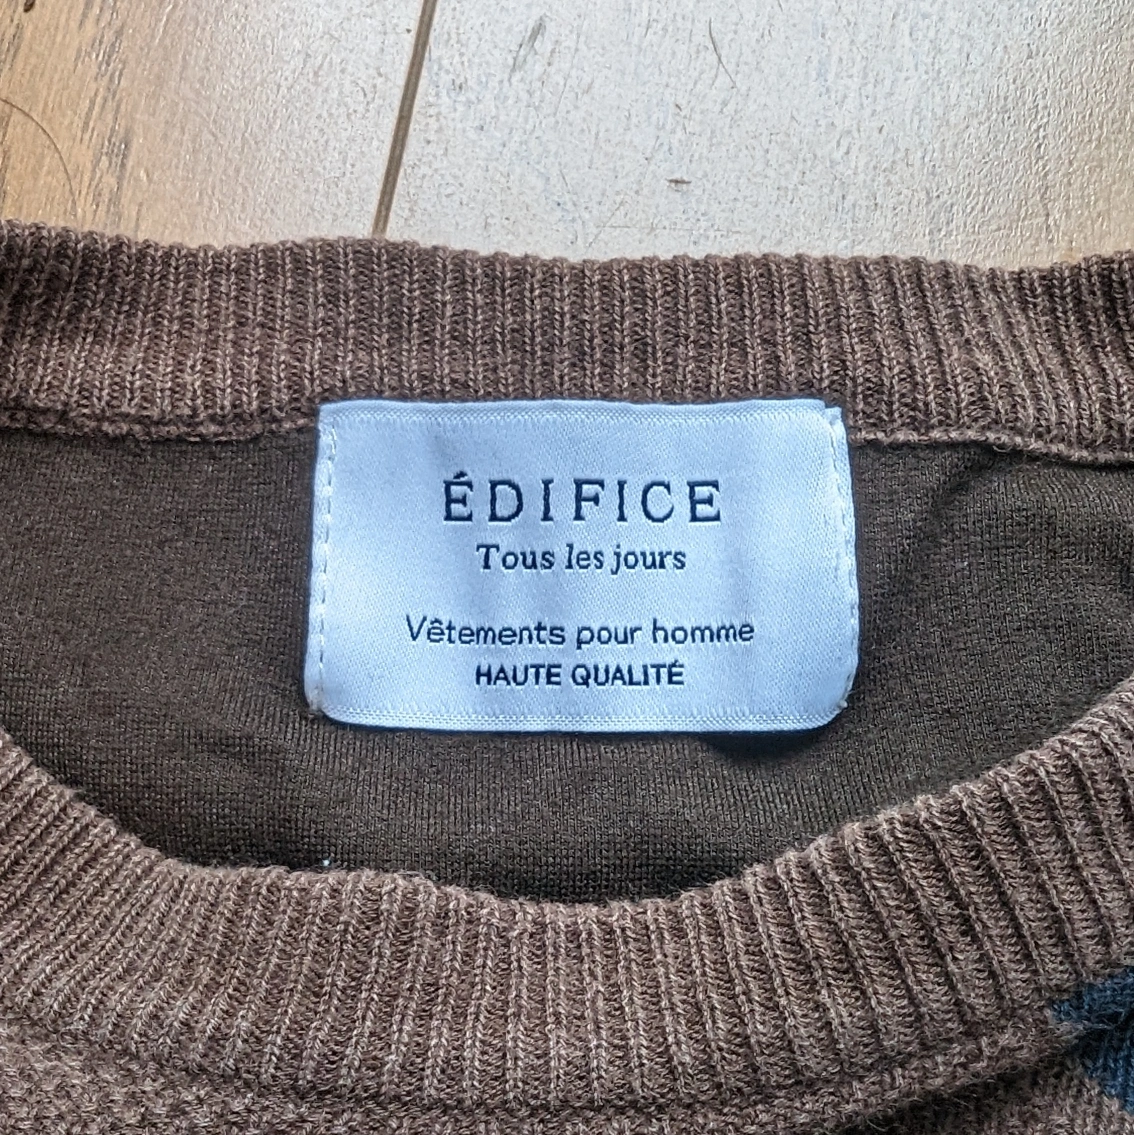 ÉDIFICE
Tous les jours
Vêtements pour homme
HAUTE QUALITÉ